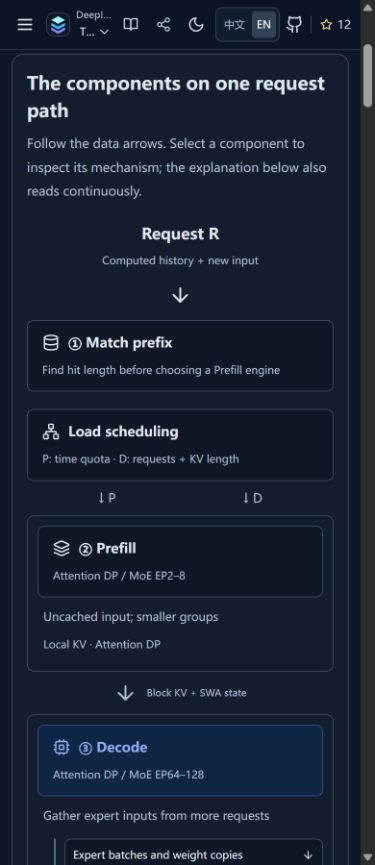 Deepl...
T...
中文
EN
12
The components on one request
path
Follow the data arrows. Select a component to
inspect its mechanism; the explanation below also
reads continuously.
Request R
Computed history + new input
① Match prefix
Find hit length before choosing a Prefill engine
Load scheduling
P: time quota · D: requests + KV length
↓ P
↓ D
② Prefill
Attention DP / MoE EP2–8
Uncached input; smaller groups
Local KV · Attention DP
Block KV + SWA state
③ Decode
Attention DP / MoE EP64–128
Gather expert inputs from more requests
Expert batches and weight copies